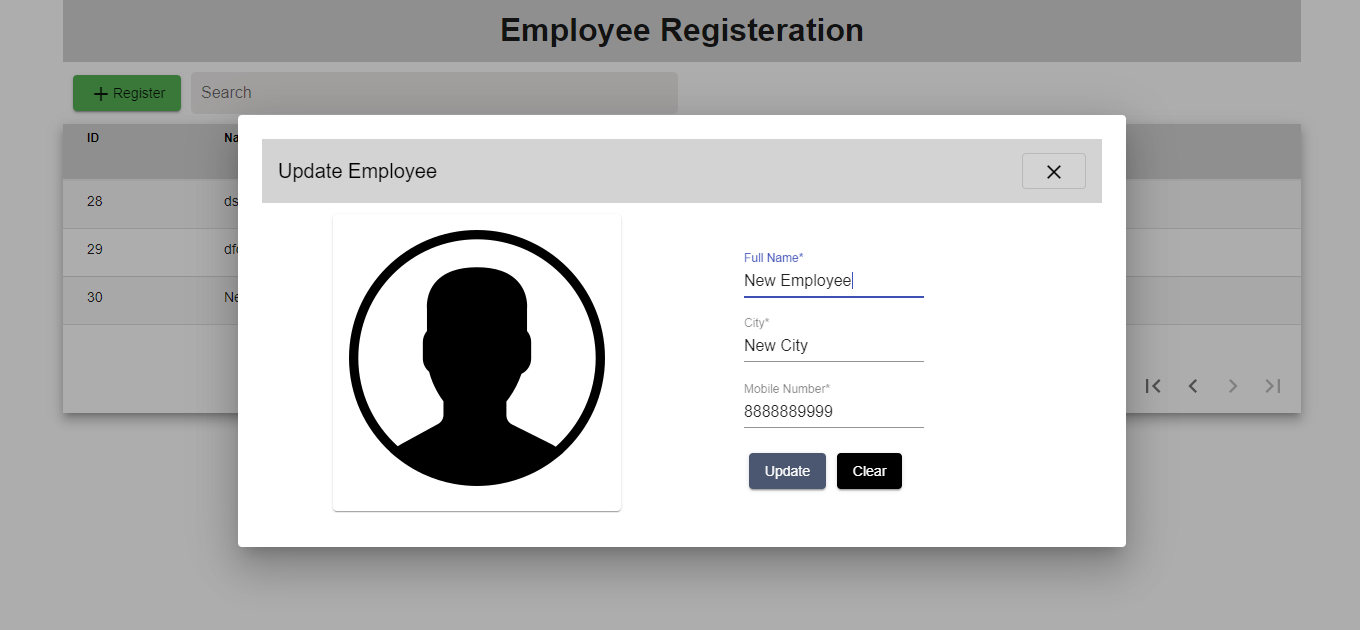 Employee Registeration
Register
Search
ID Na
Update Employee
28 ds
29
30 Ne
Full Name*
New Employee
City*
New City
Mobile Number*
8888889999
Update Clear